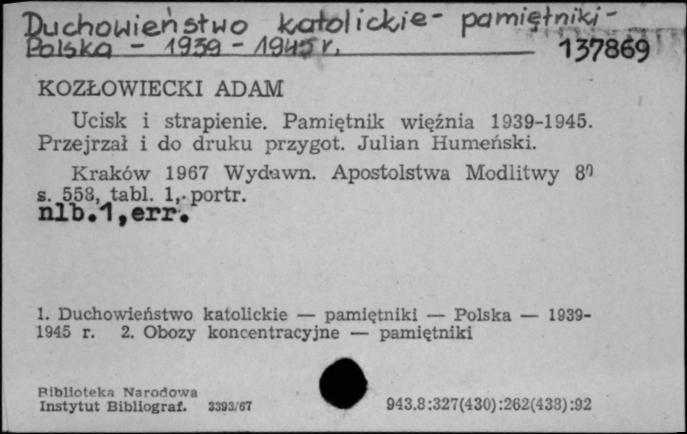 Duchowieństwo katolickie - pamiętniki -
Polska - 1939 - 1945 r.
137869
KOZŁOWIECKI ADAM
Ucisk i strapienie. Pamiętnik więźnia 1939-1945.
Przejrzał i do druku przygot. Julian Humeński.
Kraków 1967 Wydawn. Apostolstwa Modlitwy 8⁰
s. 558, tabl. 1, portr.
nlb.1, err.
1. Duchowieństwo katolickie — pamiętniki — Polska — 1939-
1945 r. 2. Obozy koncentracyjne — pamiętniki
Biblioteka Narodowa
Instytut Bibliograf. 3393/67
943.8:327(430):262(438):92